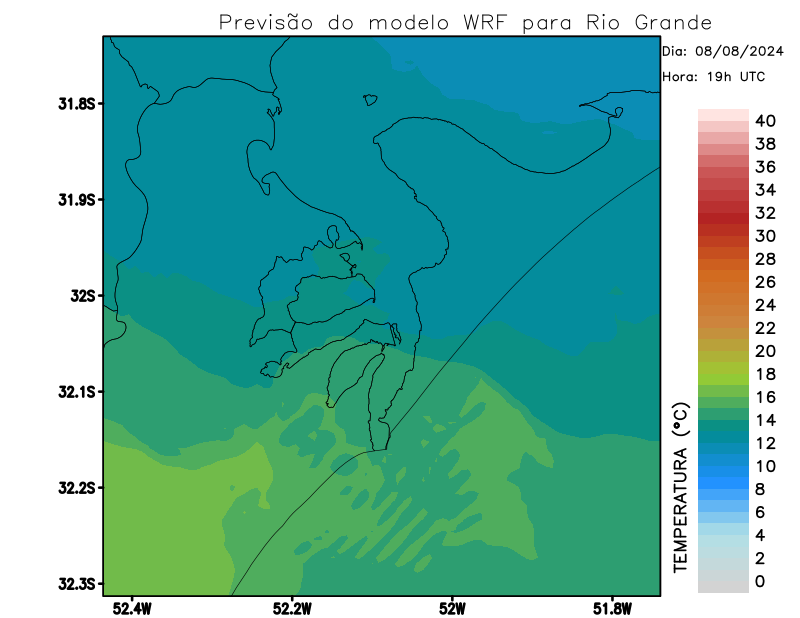 Previsão do modelo WRF para Rio Grande
Dia: 08/08/2024
Hora: 19h UTC
31.8S
31.9S
32S
32.1S
32.2S
32.3S
52.4W
52.2W
52W
51.8W
TEMPERATURA (°C)
40
38
36
34
32
30
28
26
24
22
20
18
16
14
12
10
8
6
4
2
0